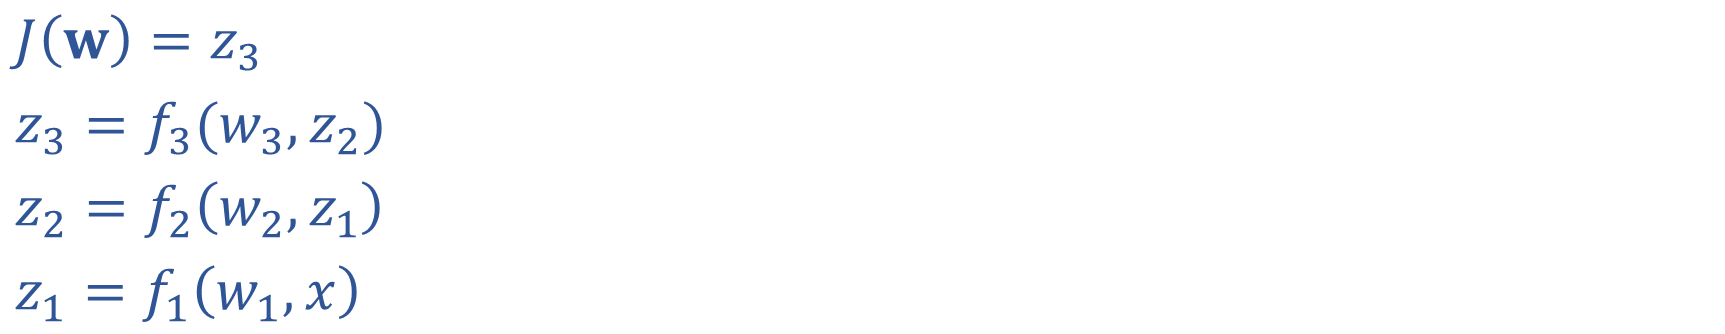 J(w) = z₃
z₃ = f₃(w₃, z₂)
z₂ = f₂(w₂, z₁)
z₁ = f₁(w₁, x)